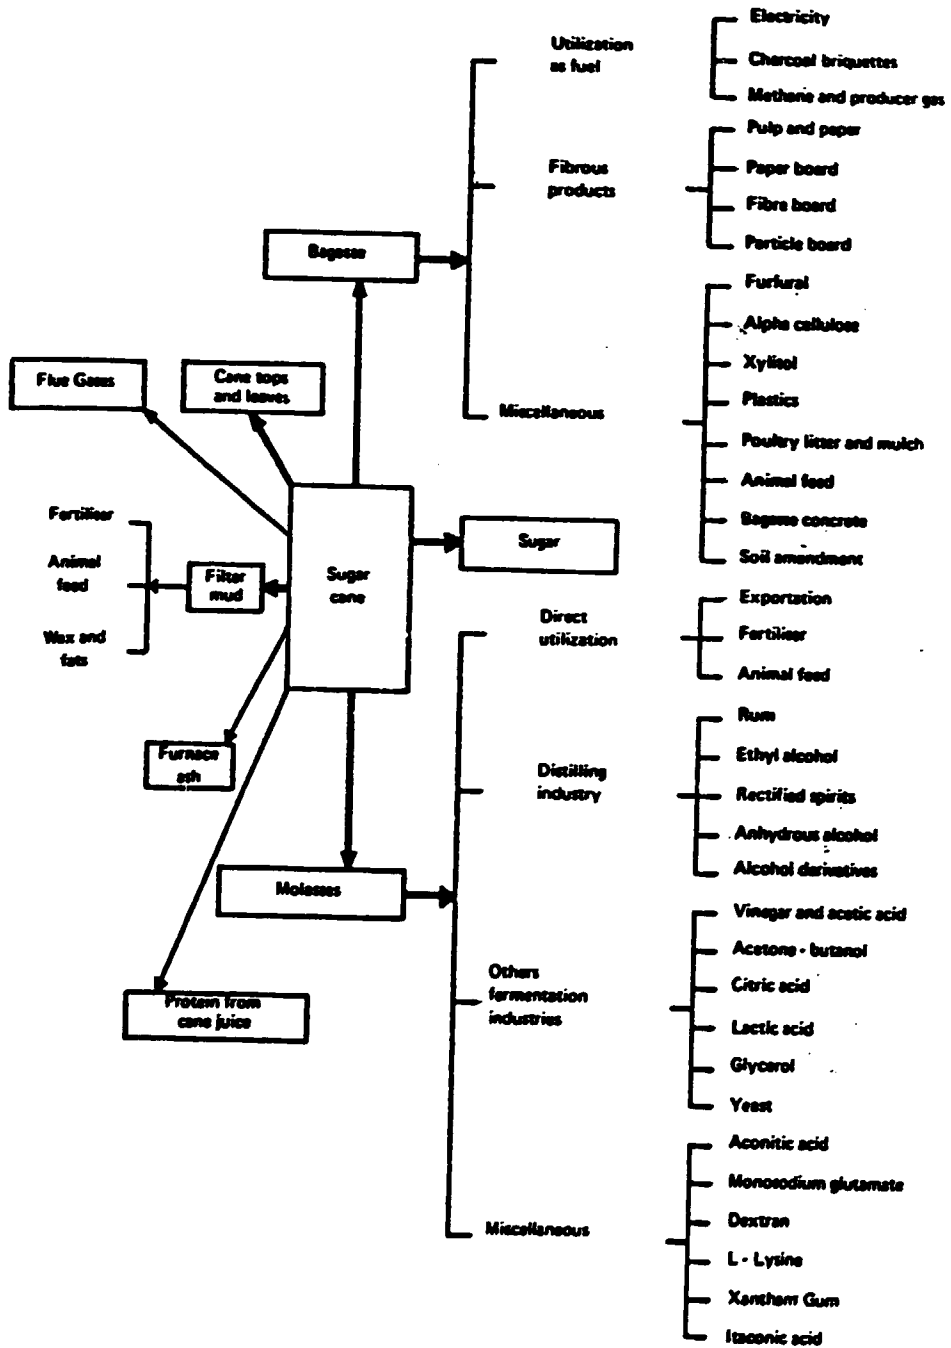 Electricity
Utilization
as fuel
Charcoal briquettes
Methane and producer gas
Pulp and paper
Fibrous
products
Paper board
Fibre board
Particle board
Bagasse
Furfural
Alpha cellulose
Xylitol
Plastics
Miscellaneous
Poultry litter and mulch
Animal feed
Bagasse concrete
Soil amendment
Flue Gases
Cane tops
and leaves
Fertiliser
Animal
feed
Wax and
fats
Filter
mud
Sugar
cane
Sugar
Direct
utilization
Exportation
Fertiliser
Animal feed
Rum
Distilling
industry
Ethyl alcohol
Rectified spirits
Anhydrous alcohol
Alcohol derivatives
Furnace
ash
Molasses
Protein from
cane juice
Others
fermentation
industries
Vinegar and acetic acid
Acetone - butanol
Citric acid
Lactic acid
Glycerol
Yeast
Miscellaneous
Aconitic acid
Monosodium glutamate
Dextran
L - Lysine
Xantham Gum
Itaconic acid